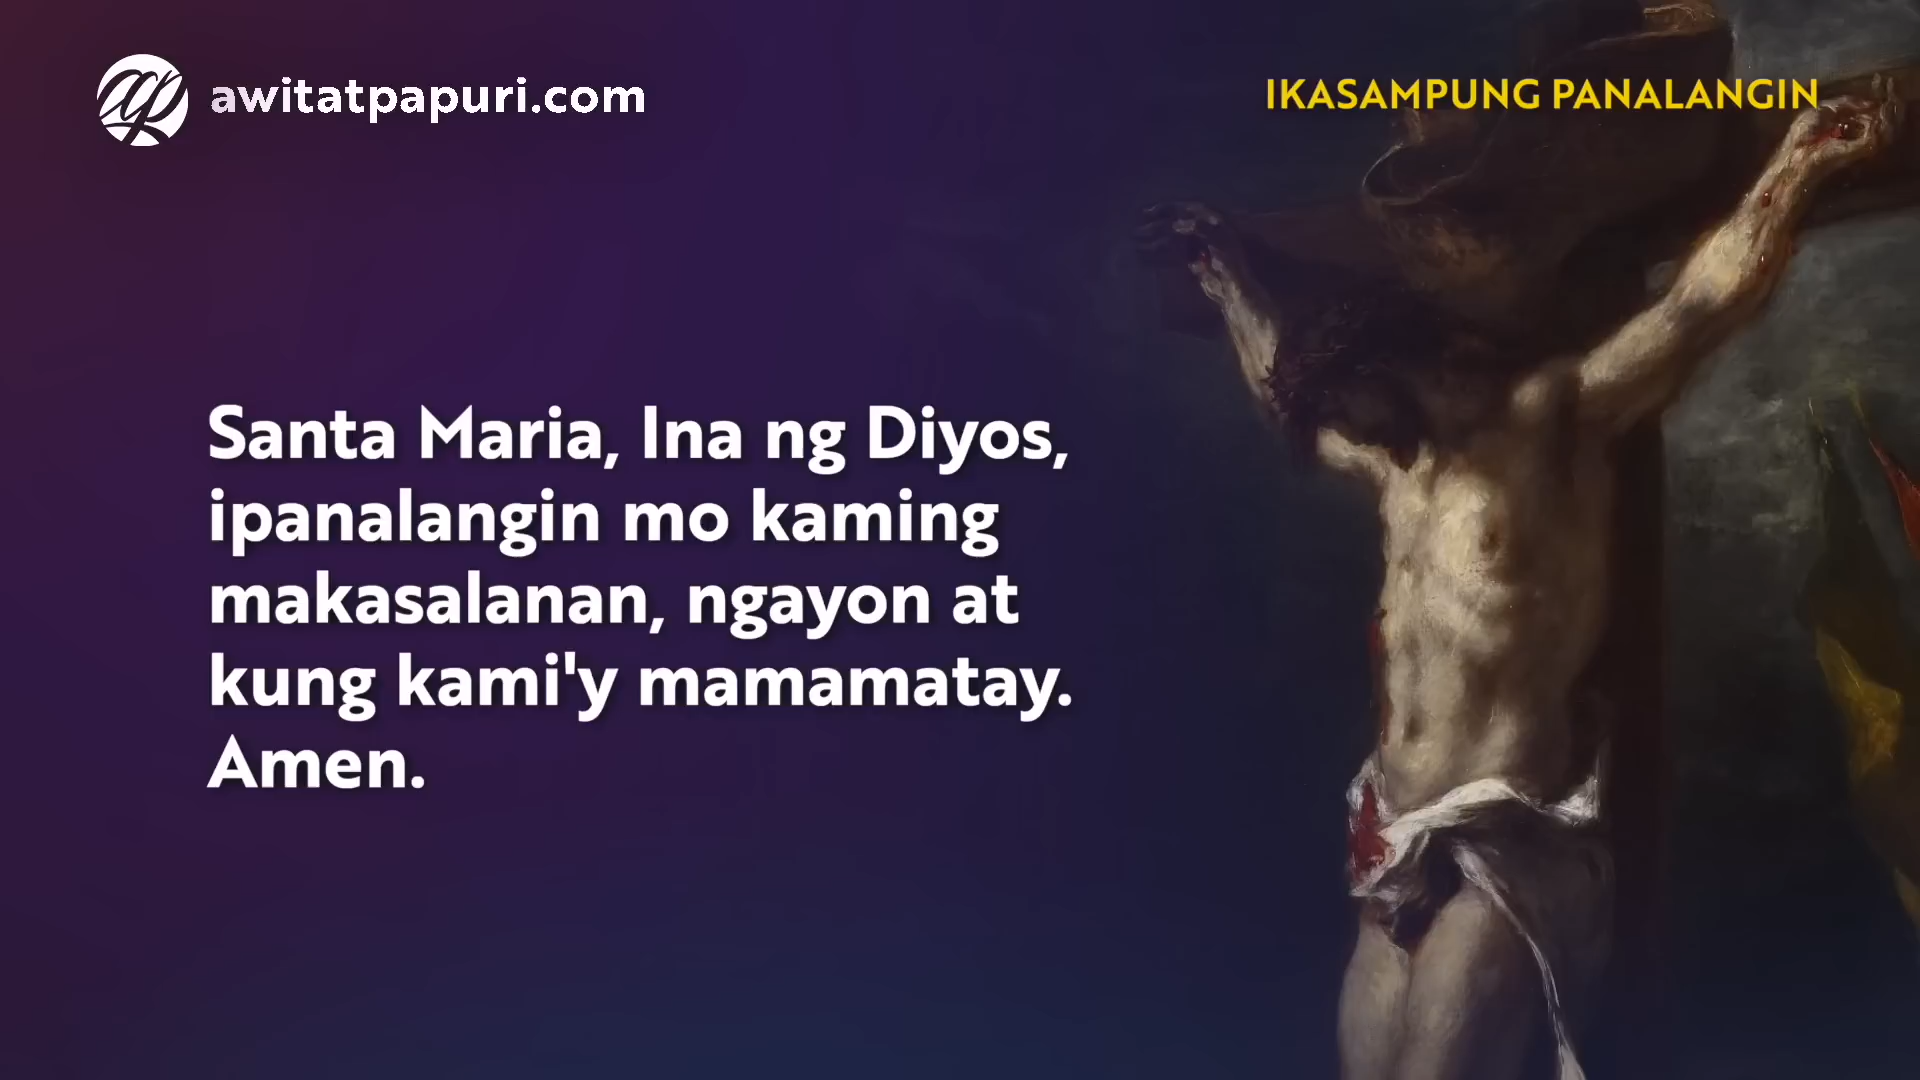 awitatpapuri.com
IKASAMPUNG PANALANGIN
Santa Maria, Ina ng Diyos,
ipanalangin mo kaming
makasalanan, ngayon at
kung kami'y mamamatay.
Amen.